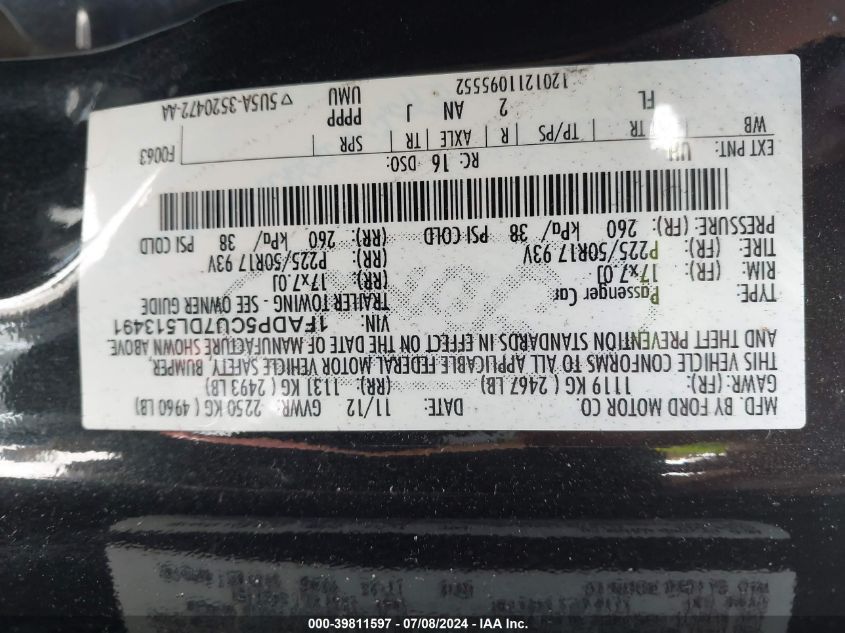 MFD. BY FORD MOTOR CO.
DATE: 11/12 GVWR: 2250 KG ( 4960 LB)
GAWR: (FR): 1119 KG ( 2467 LB) (RR): 1131 KG ( 2493 LB)
THIS VEHICLE CONFORMS TO ALL APPLICABLE FEDERAL MOTOR VEHICLE SAFETY, BUMPER,
AND THEFT PREVENTION STANDARDS IN EFFECT ON THE DATE OF MANUFACTURE SHOWN ABOVE.
VIN: 1FADP5CU7DL513491
TYPE: Passenger Car TRAILER TOWING - SEE OWNER GUIDE
RIM: (FR): 17x7.0J (RR): 17x7.0J
TIRE: (FR): P225/50R17 93V (RR): P225/50R17 93V
PRESSURE: (FR): 260 kPa/ 38 PSI COLD (RR): 260 kPa/ 38 PSI COLD
EXT PNT: UH RC: 16 DSO: F0063
WB TR TP/PS R AXLE TR SPR
FL 2 AN J PPPP
UMU
1201211095552 ▽ 5U5A-3520472-AA
000-39811597 - 07/08/2024 - IAA Inc.